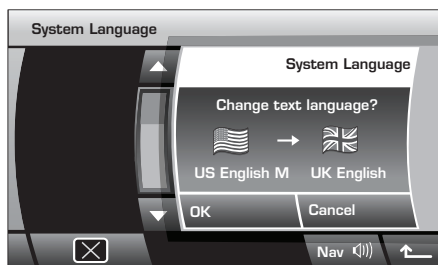 System Language
System Language
Change text language?
US English M → UK English
OK Cancel
Nav